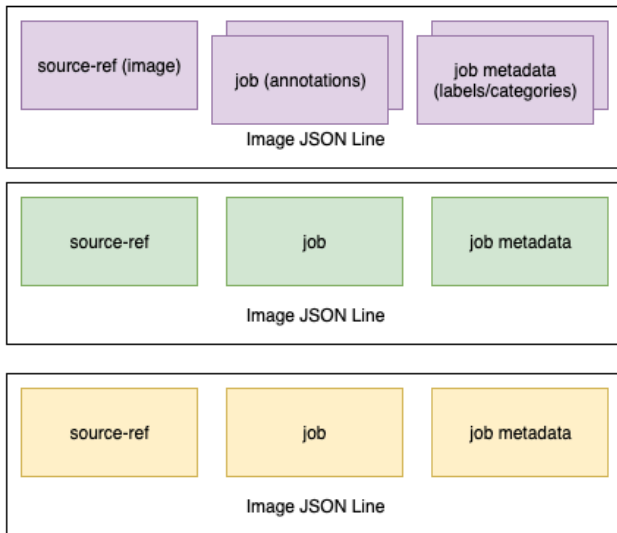 source-ref (image)
job (annotations)
job metadata
(labels/categories)
Image JSON Line
source-ref
job
job metadata
Image JSON Line
source-ref
job
job metadata
Image JSON Line